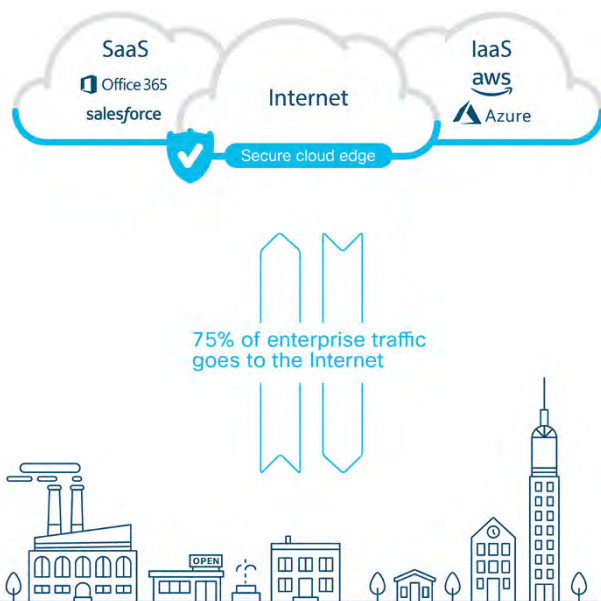 SaaS
Office 365
salesforce
Internet
IaaS
aws
Azure
Secure cloud edge
75% of enterprise traffic
goes to the Internet
OPEN